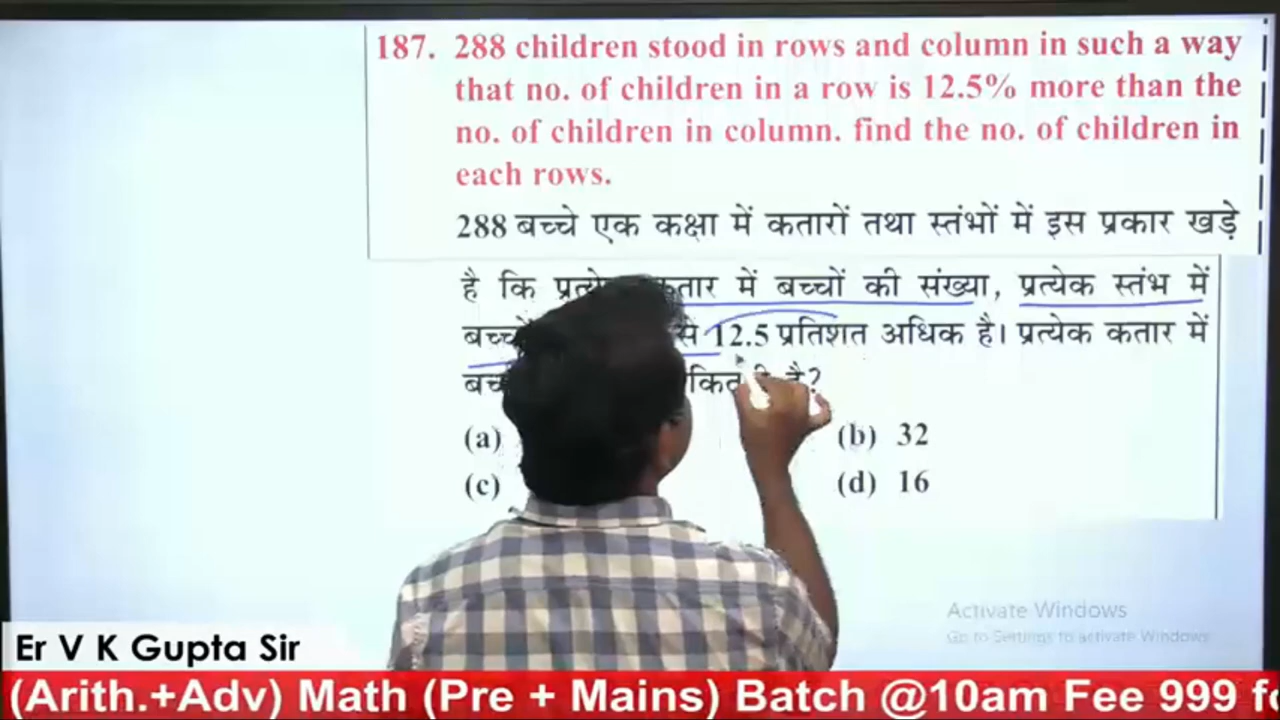 187. 288 children stood in rows and column in such a way
that no. of children in a row is 12.5% more than the
no. of children in column. find the no. of children in
each rows.
288 बच्चे एक कक्षा में कतारों तथा स्तंभों में इस प्रकार खड़े
है कि में बच्चों की संख्या, प्रत्येक स्तंभ में
से 12.5 प्रतिशत अधिक है। प्रत्येक कतार में
है?
(a) (b) 32
(c) (d) 16
Activate Windows
Go to Settings to activate Windows
Er V K Gupta Sir
(Arith.+Adv) Math (Pre + Mains) Batch @10am Fee 999